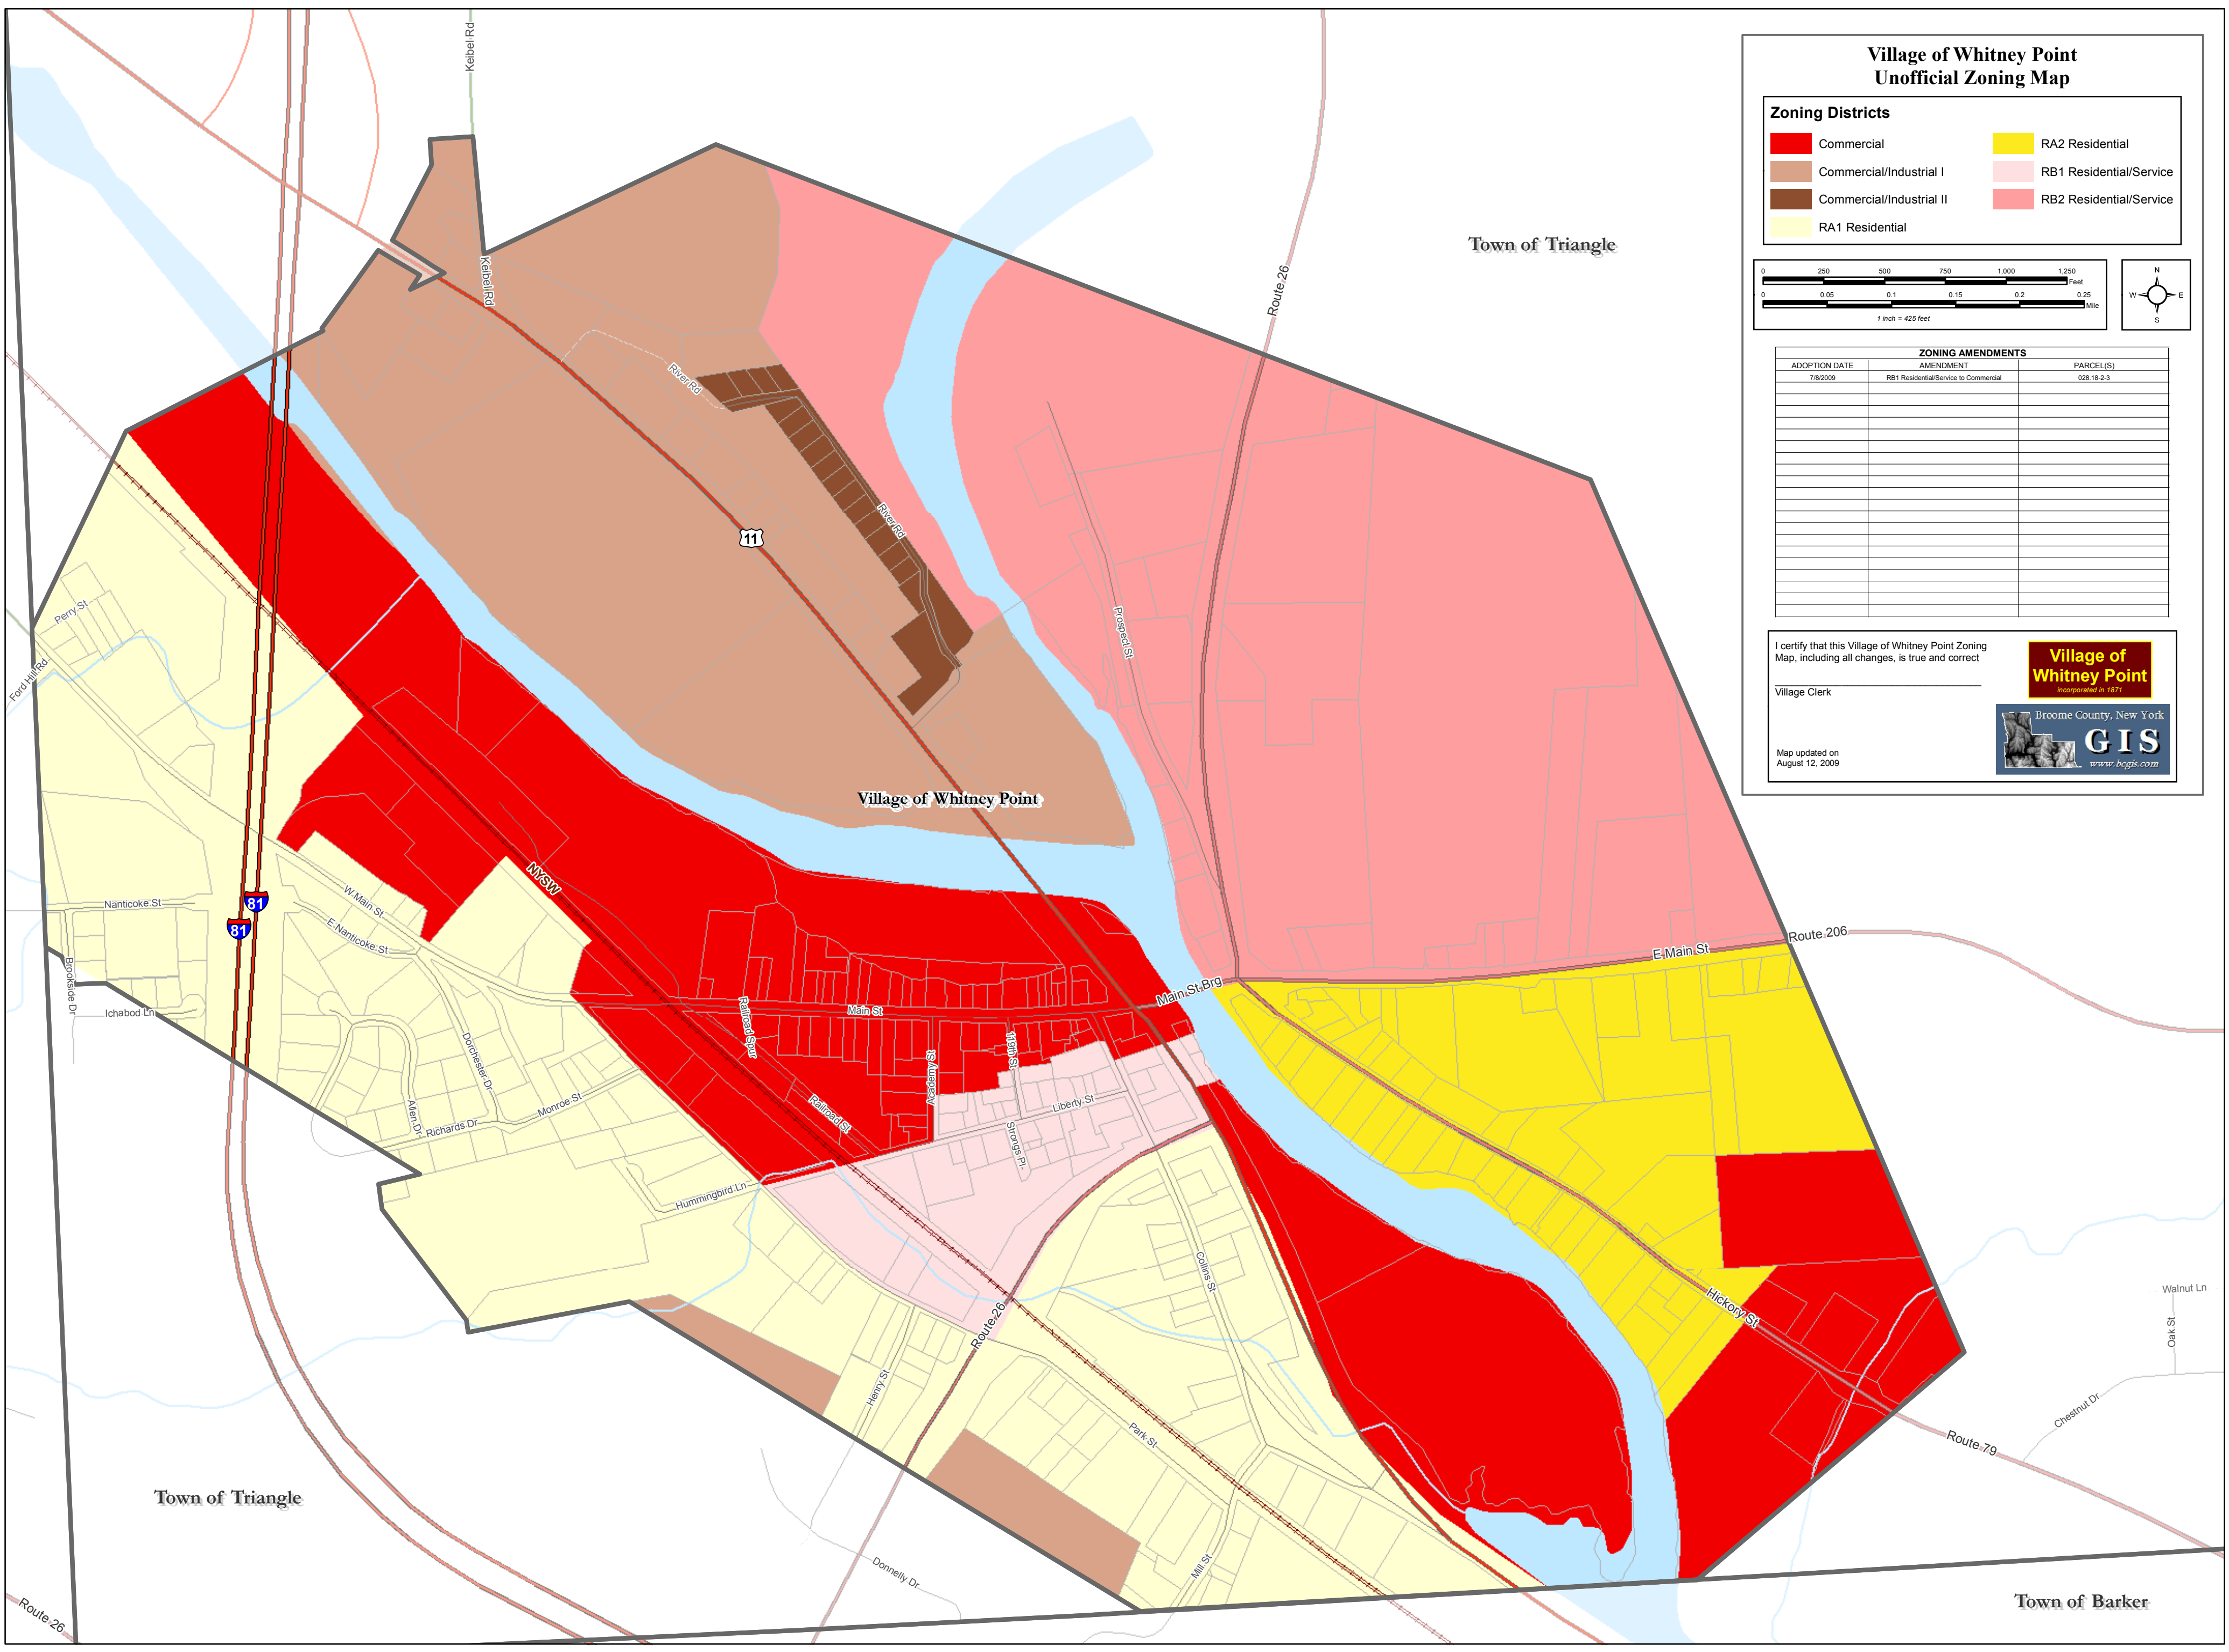 Village of Whitney Point
Unofficial Zoning Map
Zoning Districts
Commercial
Commercial/Industrial I
Commercial/Industrial II
RA1 Residential
RA2 Residential
RB1 Residential/Service
RB2 Residential/Service
0 250 500 750 1,000 1,250
Feet
0 0.05 0.1 0.15 0.2 0.25
Mile
1 inch = 425 feet
N
W E
S
ZONING AMENDMENTS
ADOPTION DATE AMENDMENT PARCEL(S)
7/8/2009 RB1 Residential/Service to Commercial 028.18-2-3
I certify that this Village of Whitney Point Zoning
Map, including all changes, is true and correct
Village Clerk
Village of
Whitney Point
incorporated in 1871
Broome County, New York
GIS
www.bcgis.com
Map updated on
August 12, 2009
Keibel Rd
Town of Triangle
Route 26
Keibel Rd
River Rd
11
River Rd
Prospect St
Perry St
Ford Hill Rd
Village of Whitney Point
NYSW
W Main St
81
81
Nanticoke St
E Nanticoke St
Brookside Dr
Ichabod Ln
Route 206
E Main St
Main St Brg
Main St
Railroad Spur
Academy St
119th St
Dorchester Dr
Allen Dr
Richards Dr
Monroe St
Railroad St
Liberty St
Strongs Pl
Hummingbird Ln
Collins St
Route 26
Hickory St
Henry St
Park St
Mill St
Donnelly Dr
Walnut Ln
Oak St
Chestnut Dr
Route 79
Town of Triangle
Route 26
Town of Barker